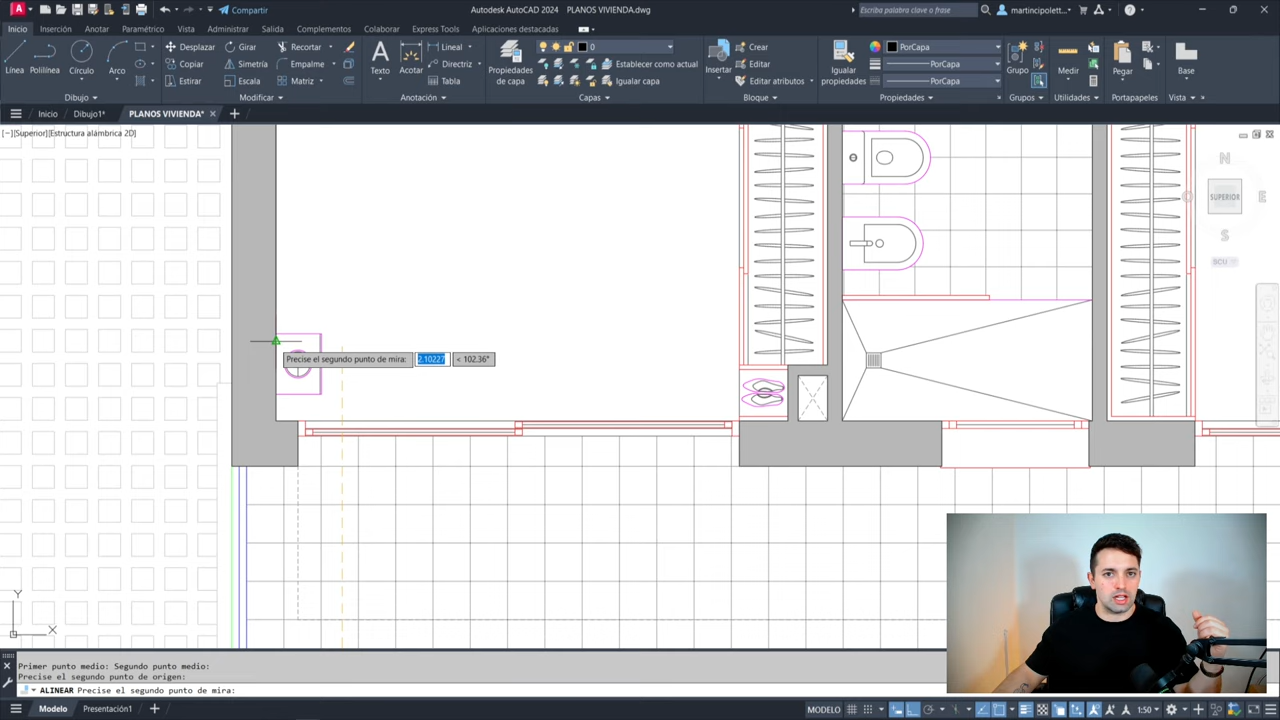 Compartir
Autodesk AutoCAD 2024 PLANOS VIVIENDA.dwg
Escriba palabra clave o frase
martincipolett...
Inicio Inserción Anotar Paramétrico Vista Administrar Salida Complementos Colaborar Express Tools Aplicaciones destacadas
Línea Polilínea Círculo Arco
Desplazar Girar Recortar
Copiar Simetría Empalme
Estirar Escala Matriz
Texto Acotar
Lineal
Directriz
Tabla
Propiedades de capa
0
Establecer como actual
Igualar capa
Insertar
Crear
Editar
Editar atributos
Igualar propiedades
PorCapa
PorCapa
PorCapa
Grupo
Medir
Pegar
Base
Dibujo Modificar Anotación Capas Bloque Propiedades Grupos Utilidades Portapapeles Vista
Inicio Dibujo1* PLANOS VIVIENDA*
[−][Superior][Estructura alámbrica 2D]
N
O SUPERIOR E
S
SCU
Precise el segundo punto de mira: 2.10227 < 102.36°
Y
X
Primer punto medio: Segundo punto medio:
Precise el segundo punto de origen:
ALINEAR Precise el segundo punto de mira:
Modelo Presentación1
MODELO
1:50